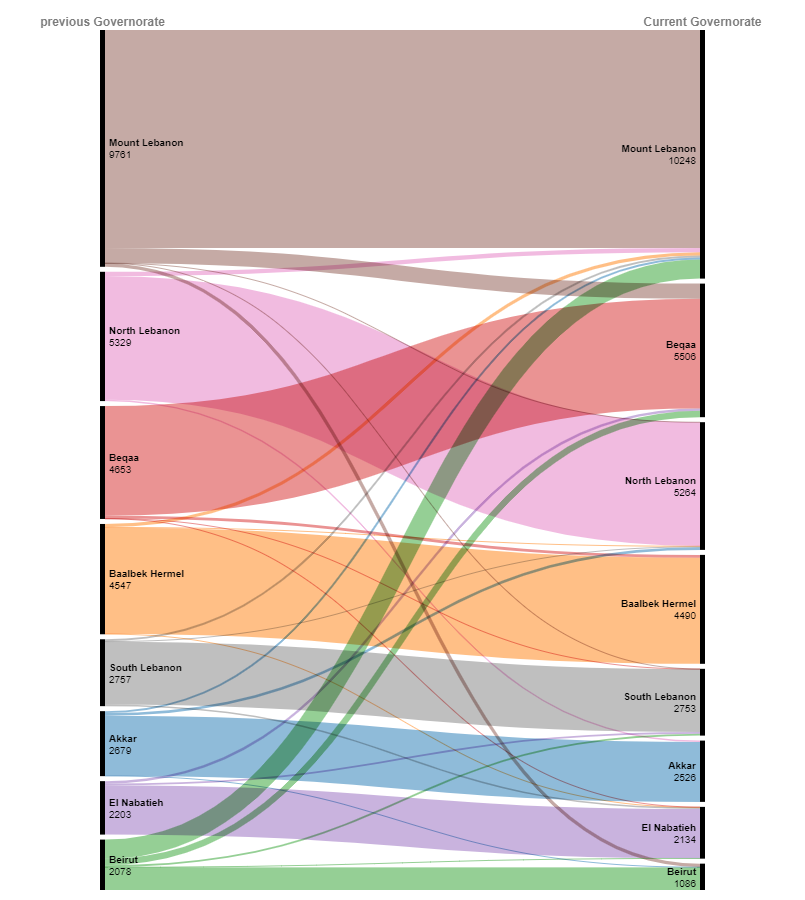 previous Governorate
Current Governorate
Mount Lebanon
9761
North Lebanon
5329
Beqaa
4653
Baalbek Hermel
4547
South Lebanon
2757
Akkar
2679
El Nabatieh
2203
Beirut
2078
Mount Lebanon
10248
Beqaa
5506
North Lebanon
5264
Baalbek Hermel
4490
South Lebanon
2753
Akkar
2526
El Nabatieh
2134
Beirut
1086